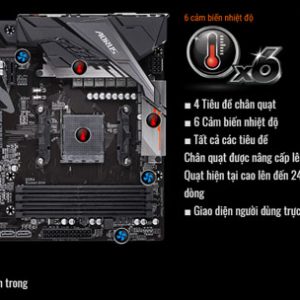 6 cảm biến nhiệt độ
AORUS
x6
▪ 4 Tiêu đề chân quạt
▪ 6 Cảm biến nhiệt độ
▪ Tất cả các tiêu đề
Chân quạt được nâng cấp lê
Quạt hiện tại cao lên đến 24
dòng
▪ Giao diện người dùng trực
n trong